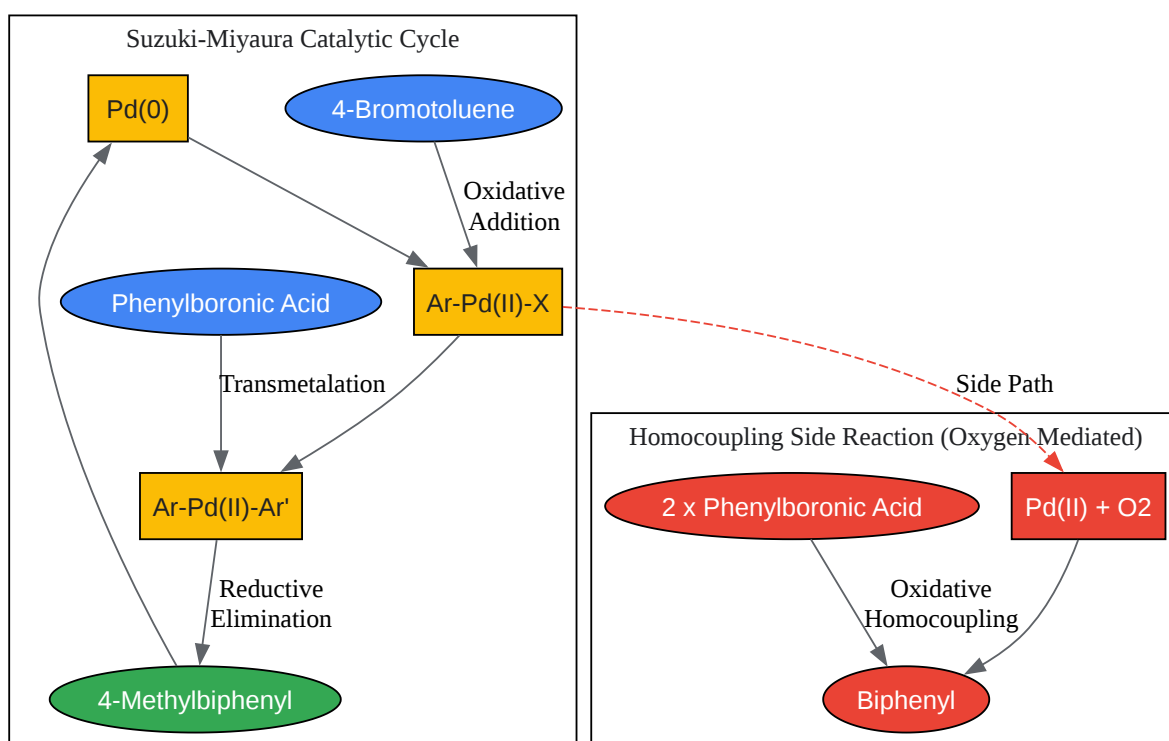 Suzuki-Miyaura Catalytic Cycle
Pd(0)
4-Bromotoluene
Oxidative
Addition
Phenylboronic Acid
Ar-Pd(II)-X
Transmetalation
Side Path
Ar-Pd(II)-Ar'
Reductive
Elimination
4-Methylbiphenyl
Homocoupling Side Reaction (Oxygen Mediated)
2 x Phenylboronic Acid
Pd(II) + O2
Oxidative
Homocoupling
Biphenyl